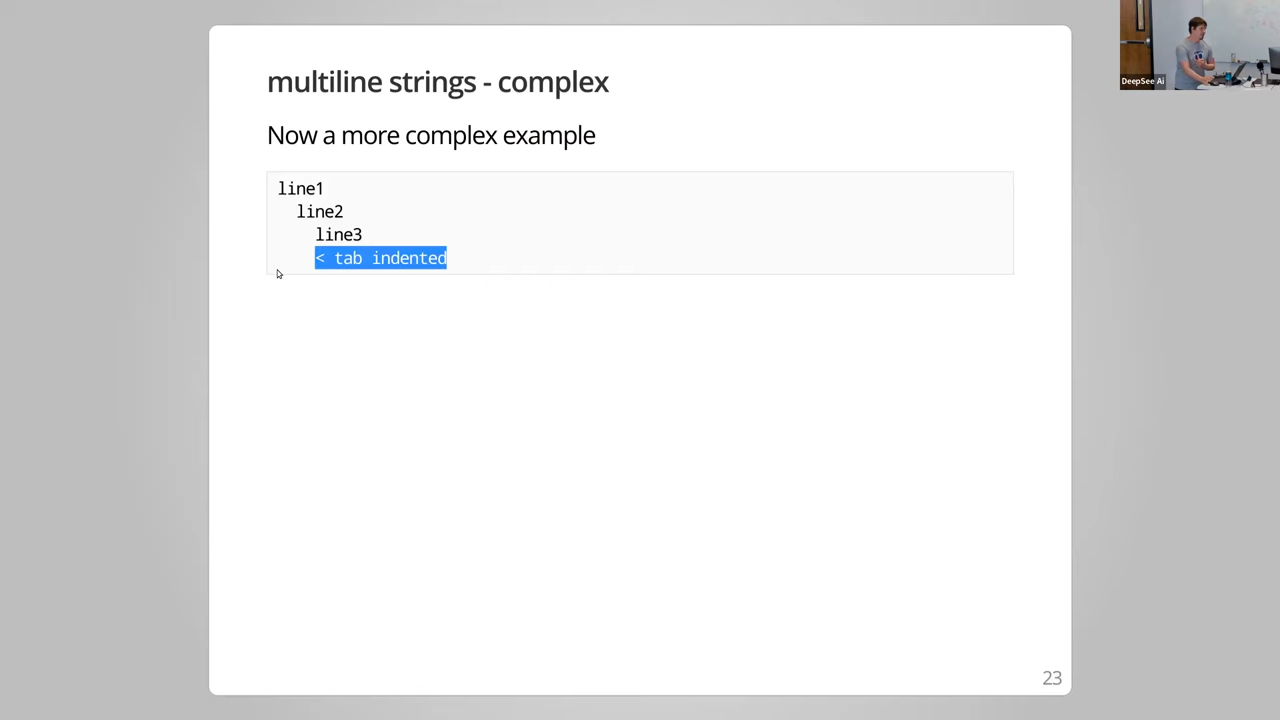 multiline strings - complex
Now a more complex example
line1
  line2
    line3
    < tab indented
23
DeepSee Ai